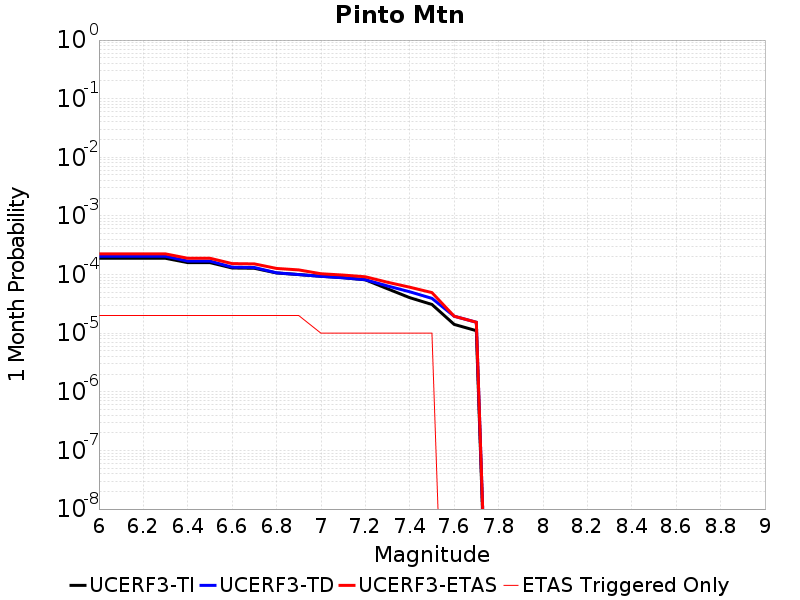 Pinto Mtn
1 Month Probability
10^0
10^-1
10^-2
10^-3
10^-4
10^-5
10^-6
10^-7
10^-8
6 6.2 6.4 6.6 6.8 7 7.2 7.4 7.6 7.8 8 8.2 8.4 8.6 8.8 9
Magnitude
UCERF3-TI UCERF3-TD UCERF3-ETAS ETAS Triggered Only